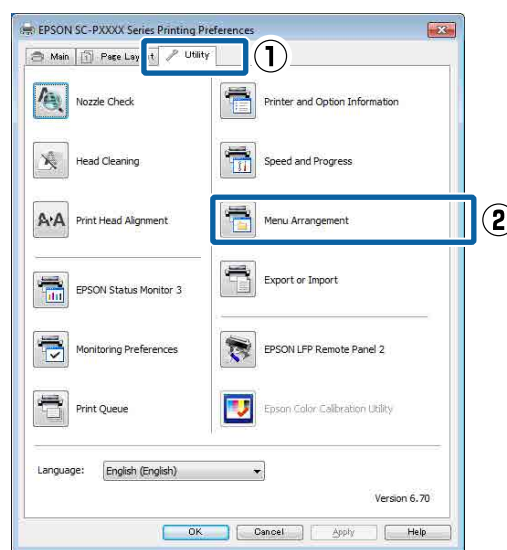 EPSON SC-PXXXX Series Printing Preferences
Main Page Lay t Utility ①
Nozzle Check Printer and Option Information
Head Cleaning Speed and Progress
Print Head Alignment Menu Arrangement ②
EPSON Status Monitor 3 Export or Import
Monitoring Preferences EPSON LFP Remote Panel 2
Print Queue Epson Color Calibration Utility
Language: English (English)
Version 6.70
OK Cancel Apply Help